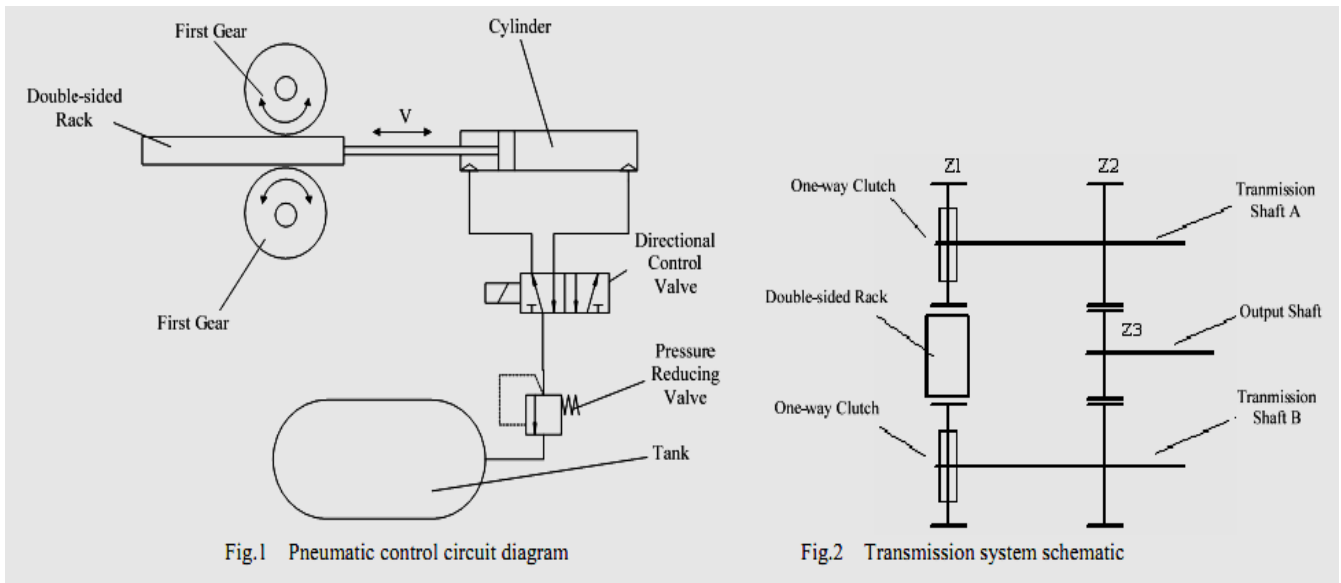 First Gear
Cylinder
Double-sided
Rack
V
First Gear
Directional
Control
Valve
Pressure
Reducing
Valve
Tank
Fig.1 Pneumatic control circuit diagram
Z1
Z2
One-way Clutch
Tranmission
Shaft A
Double-sided Rack
Z3
Output Shaft
One-way Clutch
Tranmission
Shaft B
Fig.2 Transmission system schematic